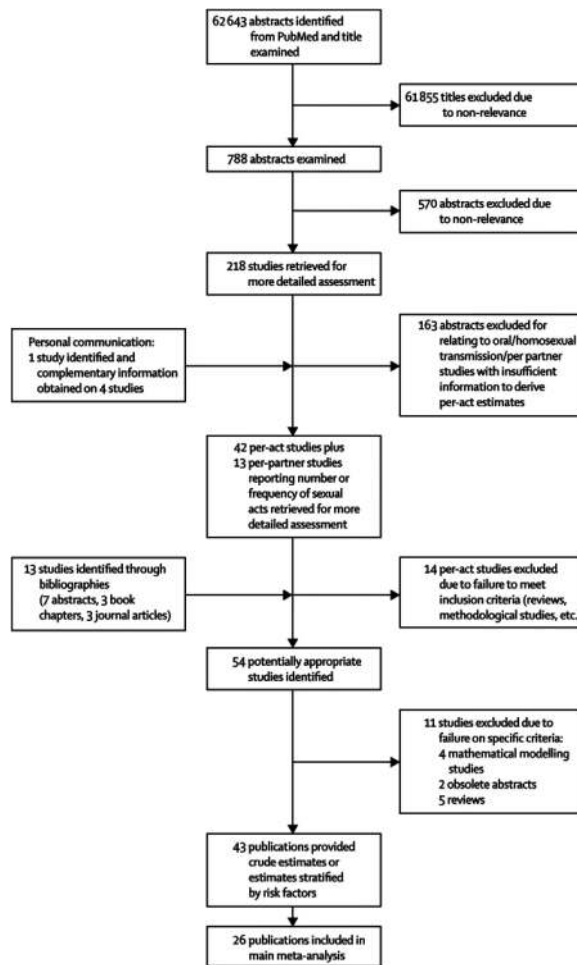 62 643 abstracts identified
from PubMed and title
examined
61 855 titles excluded due
to non-relevance
788 abstracts examined
570 abstracts excluded due
to non-relevance
218 studies retrieved for
more detailed assessment
Personal communication:
1 study identified and
complementary information
obtained on 4 studies
163 abstracts excluded for
relating to oral/homosexual
transmission/per partner
studies with insufficient
information to derive
per-act estimates
42 per-act studies plus
13 per-partner studies
reporting number or
frequency of sexual
acts retrieved for more
detailed assessment
13 studies identified through
bibliographies
(7 abstracts, 3 book
chapters, 3 journal articles)
14 per-act studies excluded
due to failure to meet
inclusion criteria (reviews,
methodological studies, etc.
54 potentially appropriate
studies identified
11 studies excluded due to
failure on specific criteria:
4 mathematical modelling
studies
2 obsolete abstracts
5 reviews
43 publications provided
crude estimates or
estimates stratified
by risk factors
26 publications included in
main meta-analysis